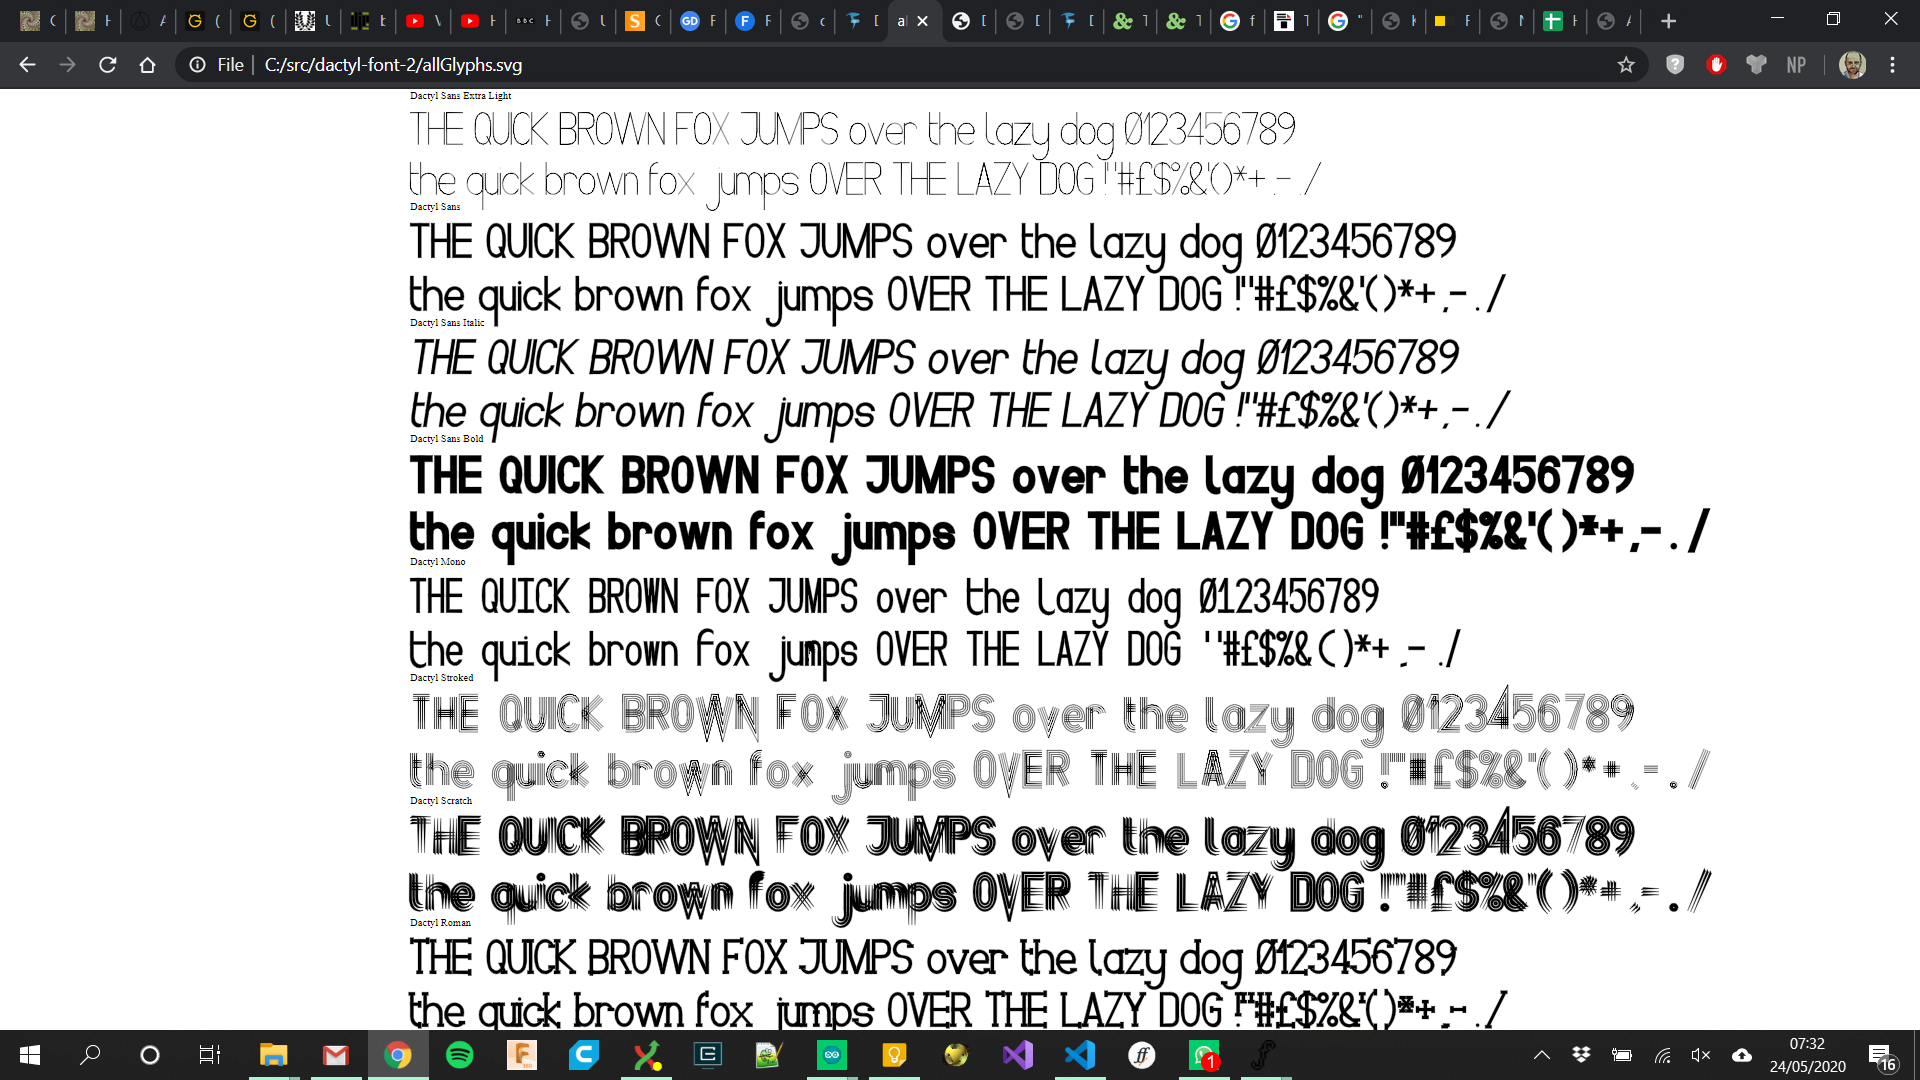 File | C:/src/dactyl-font-2/allGlyphs.svg
NP
Dactyl Sans Extra Light
THE QUICK BROWN FOX JUMPS over the lazy dog 0123456789
the quick brown fox jumps OVER THE LAZY DOG !"#£$%&'()*+,-./
Dactyl Sans
THE QUICK BROWN FOX JUMPS over the lazy dog 0123456789
the quick brown fox jumps OVER THE LAZY DOG !"#£$%&'()*+,-./
Dactyl Sans Italic
THE QUICK BROWN FOX JUMPS over the lazy dog 0123456789
the quick brown fox jumps OVER THE LAZY DOG !"#£$%&'()*+,-./
Dactyl Sans Bold
THE QUICK BROWN FOX JUMPS over the lazy dog 0123456789
the quick brown fox jumps OVER THE LAZY DOG !"#£$%&'()*+,-./
Dactyl Mono
THE QUICK BROWN FOX JUMPS over the lazy dog 0123456789
the quick brown fox jumps OVER THE LAZY DOG '"#£$%&()*+,-./
Dactyl Stroked
THE QUICK BROWN FOX JUMPS over the lazy dog 0123456789
the quick brown fox jumps OVER THE LAZY DOG !"#£$%&'()*+,-./
Dactyl Scratch
THE QUICK BROWN FOX JUMPS over the lazy dog 0123456789
the quick brown fox jumps OVER THE LAZY DOG !"#£$%&'()*+,-./
Dactyl Roman
THE QUICK BROWN FOX JUMPS over the lazy dog 0123456789
the quick brown fox jumps OVER THE LAZY DOG !"#£$%&'()*+,-./
07:32
24/05/2020
1
16